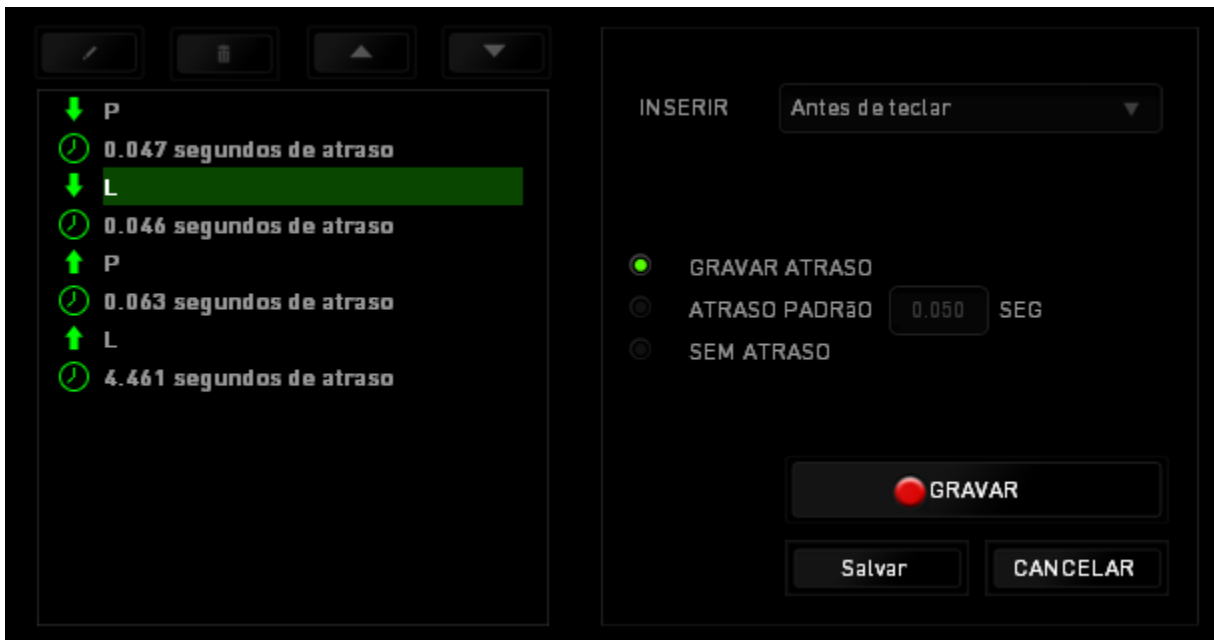 P
0.047 segundos de atraso
L
0.046 segundos de atraso
P
0.063 segundos de atraso
L
4.461 segundos de atraso
INSERIR Antes de teclar
GRAVAR ATRASO
ATRASO PADRãO 0.050 SEG
SEM ATRASO
GRAVAR
Salvar CANCELAR